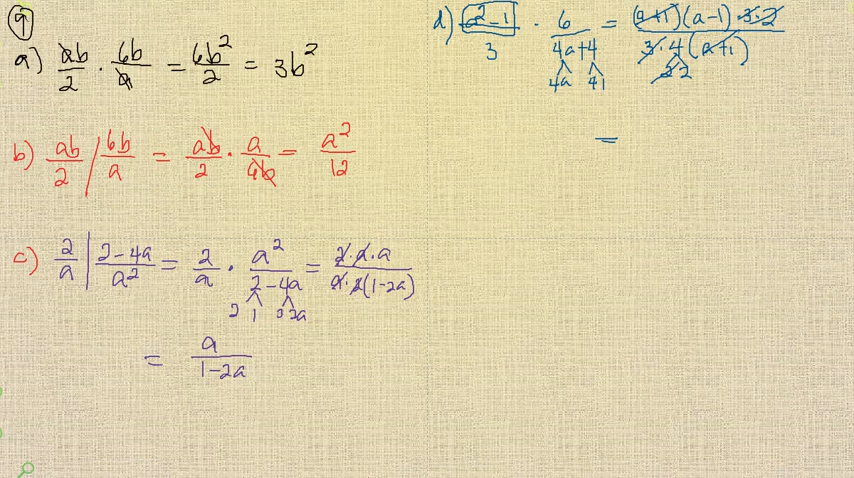 9
a) ab/2 · 6b/a = 6b²/2 = 3b²
b) ab/2 / 6b/a = ab/2 · a/6b = a²/12
c) 2/a | 2-4a/a² = 2/a · a²/2-4a = 2·a·a/a·2(1-2a)
2 1 2a
= a/1-2a
d) a²-1/3 · 6/4a+4 = (a+1)(a-1)·3·2/3·4(a+1)
4a 41 2 2
=